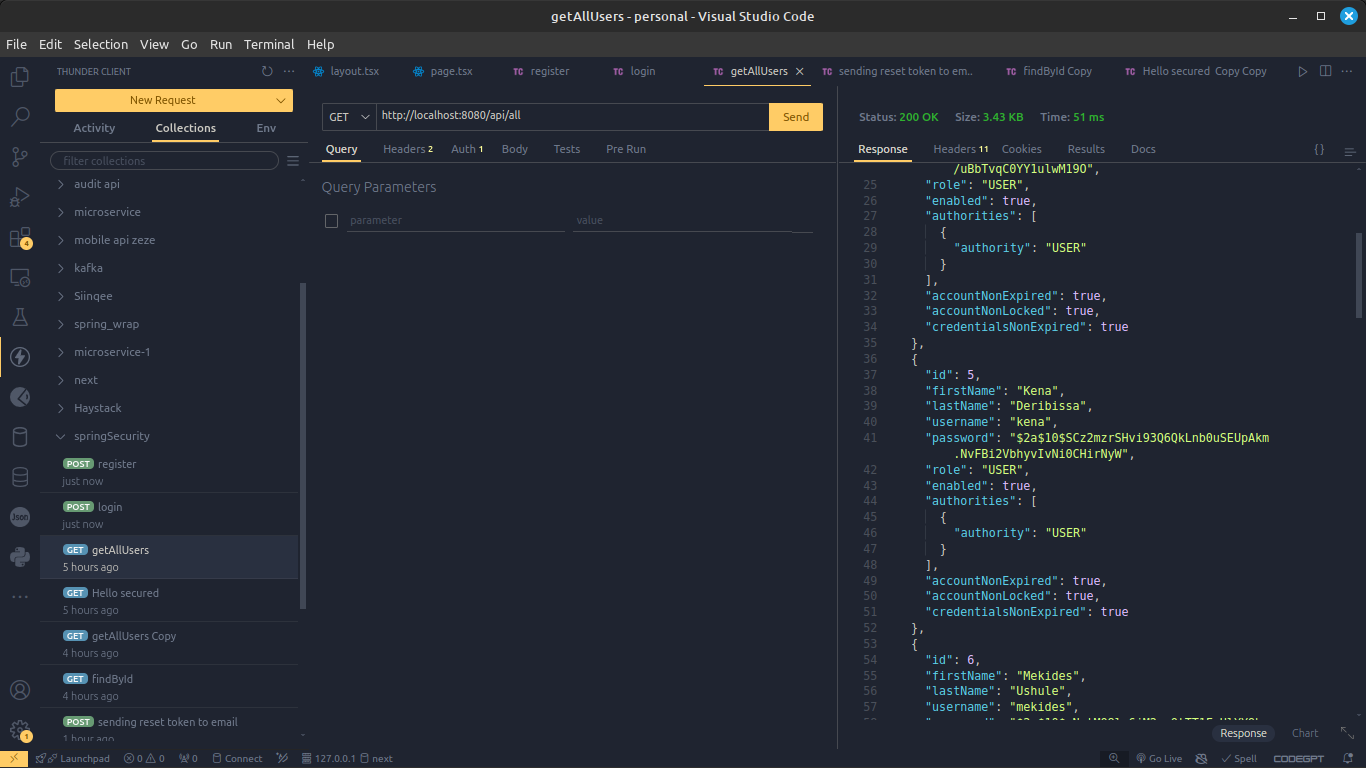 getAllUsers - personal - Visual Studio Code
File Edit Selection View Go Run Terminal Help
THUNDER CLIENT
New Request
Activity Collections Env
filter collections
audit api
microservice
mobile api zeze
kafka
Siinqee
spring_wrap
microservice-1
next
Haystack
springSecurity
POST register
just now
POST login
just now
GET getAllUsers
5 hours ago
GET Hello secured
5 hours ago
GET getAllUsers Copy
4 hours ago
GET findById
4 hours ago
POST sending reset token to email
1 hour ago
4
Json
1
layout.tsx page.tsx TC register TC login TC getAllUsers TC sending reset token to em.. TC findById Copy TC Hello secured Copy Copy
GET http://localhost:8080/api/all Send
Query Headers 2 Auth 1 Body Tests Pre Run
Query Parameters
parameter value
Status: 200 OK Size: 3.43 KB Time: 51 ms
Response Headers 11 Cookies Results Docs {}
/uBbTvqC0YY1ulwM19O",
25 "role": "USER",
26 "enabled": true,
27 "authorities": [
28 {
29 "authority": "USER"
30 }
31 ],
32 "accountNonExpired": true,
33 "accountNonLocked": true,
34 "credentialsNonExpired": true
35 },
36 {
37 "id": 5,
38 "firstName": "Kena",
39 "lastName": "Deribissa",
40 "username": "kena",
41 "password": "$2a$10$SCz2mzrSHvi93Q6QkLnb0uSEUpAkm
.NvFBi2VbhyvIvNi0CHirNyW",
42 "role": "USER",
43 "enabled": true,
44 "authorities": [
45 {
46 "authority": "USER"
47 }
48 ],
49 "accountNonExpired": true,
50 "accountNonLocked": true,
51 "credentialsNonExpired": true
52 },
53 {
54 "id": 6,
55 "firstName": "Mekides",
56 "lastName": "Ushule",
57 "username": "mekides",
Response Chart
Launchpad 0 0 0 Connect 127.0.0.1 next Go Live Spell CODEGPT